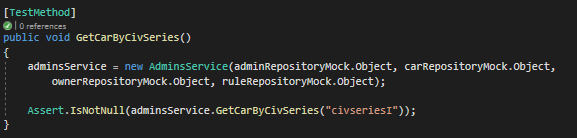 [TestMethod]
0 references
public void GetCarByCivSeries()
{
adminsService = new AdminsService(adminRepositoryMock.Object, carRepositoryMock.Object,
ownerRepositoryMock.Object, ruleRepositoryMock.Object);
Assert.IsNotNull(adminsService.GetCarByCivSeries("civseriesI"));
}